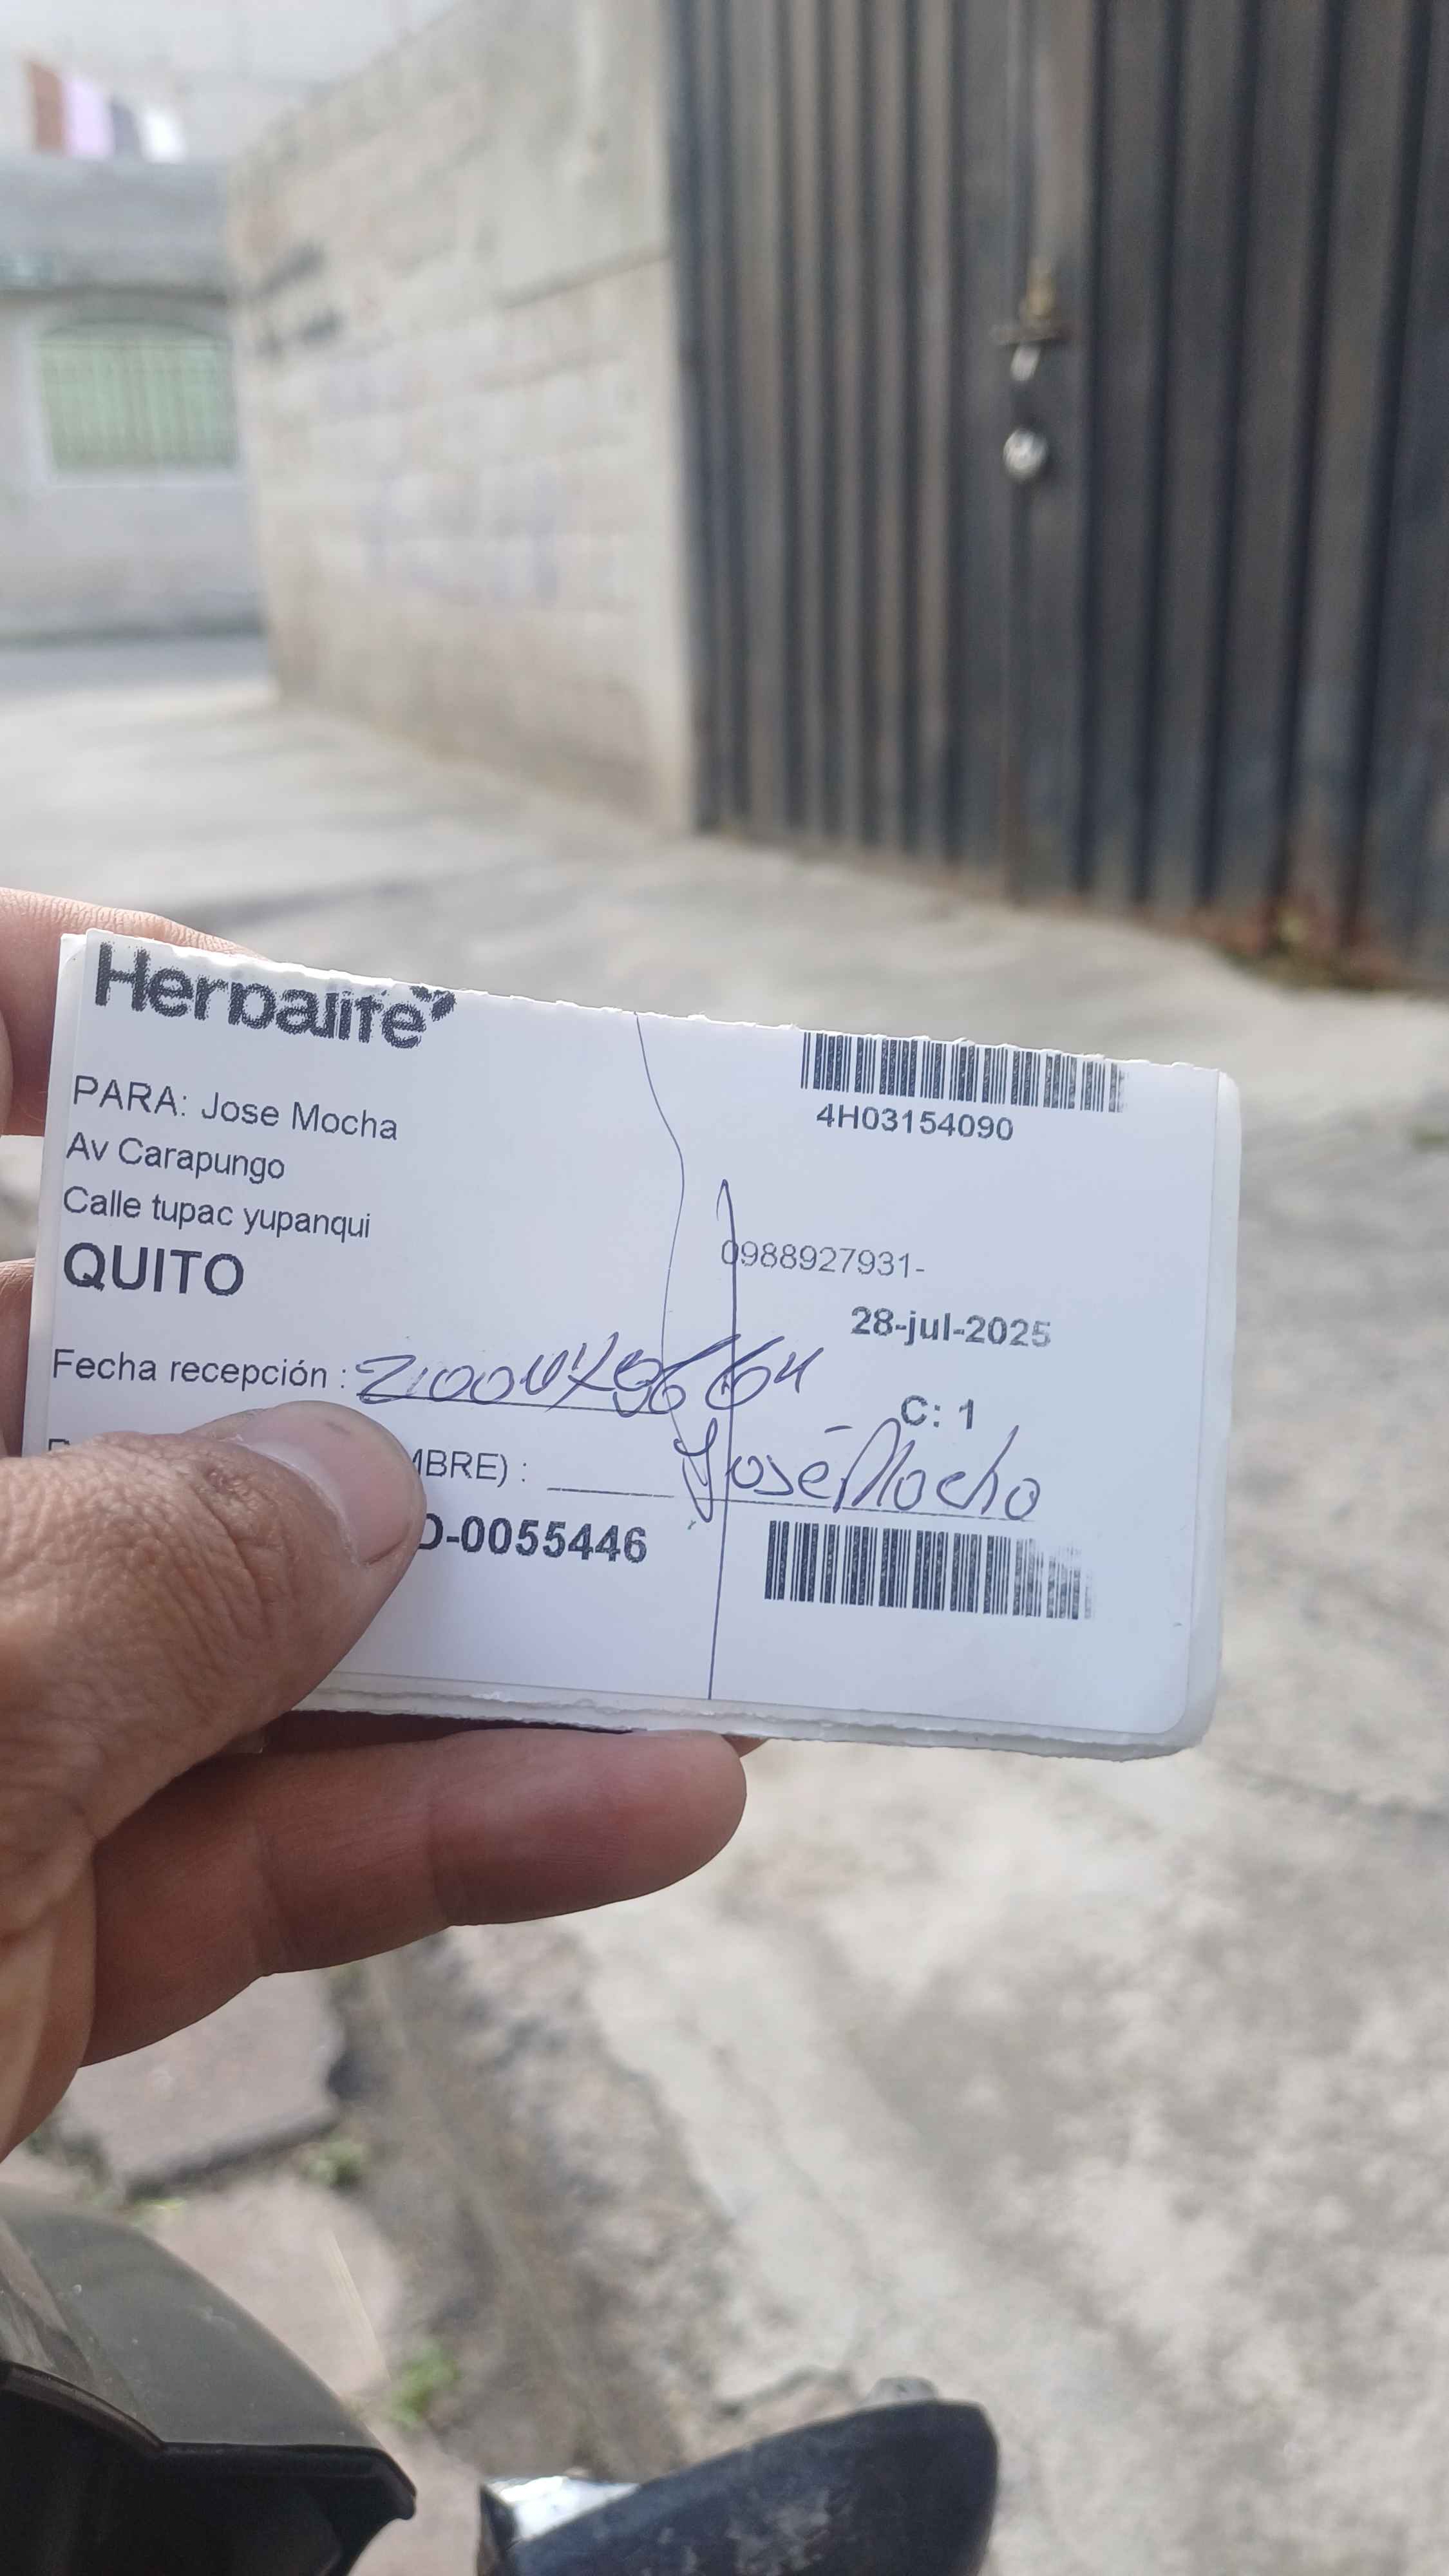 Herbalife
4H03154090
PARA: Jose Mocha
Av Carapungo
Calle tupac yupanqui
QUITO
0988927931-
28-jul-2025
Fecha recepción :
C: 1
MBRE) : José Mocha
D-0055446